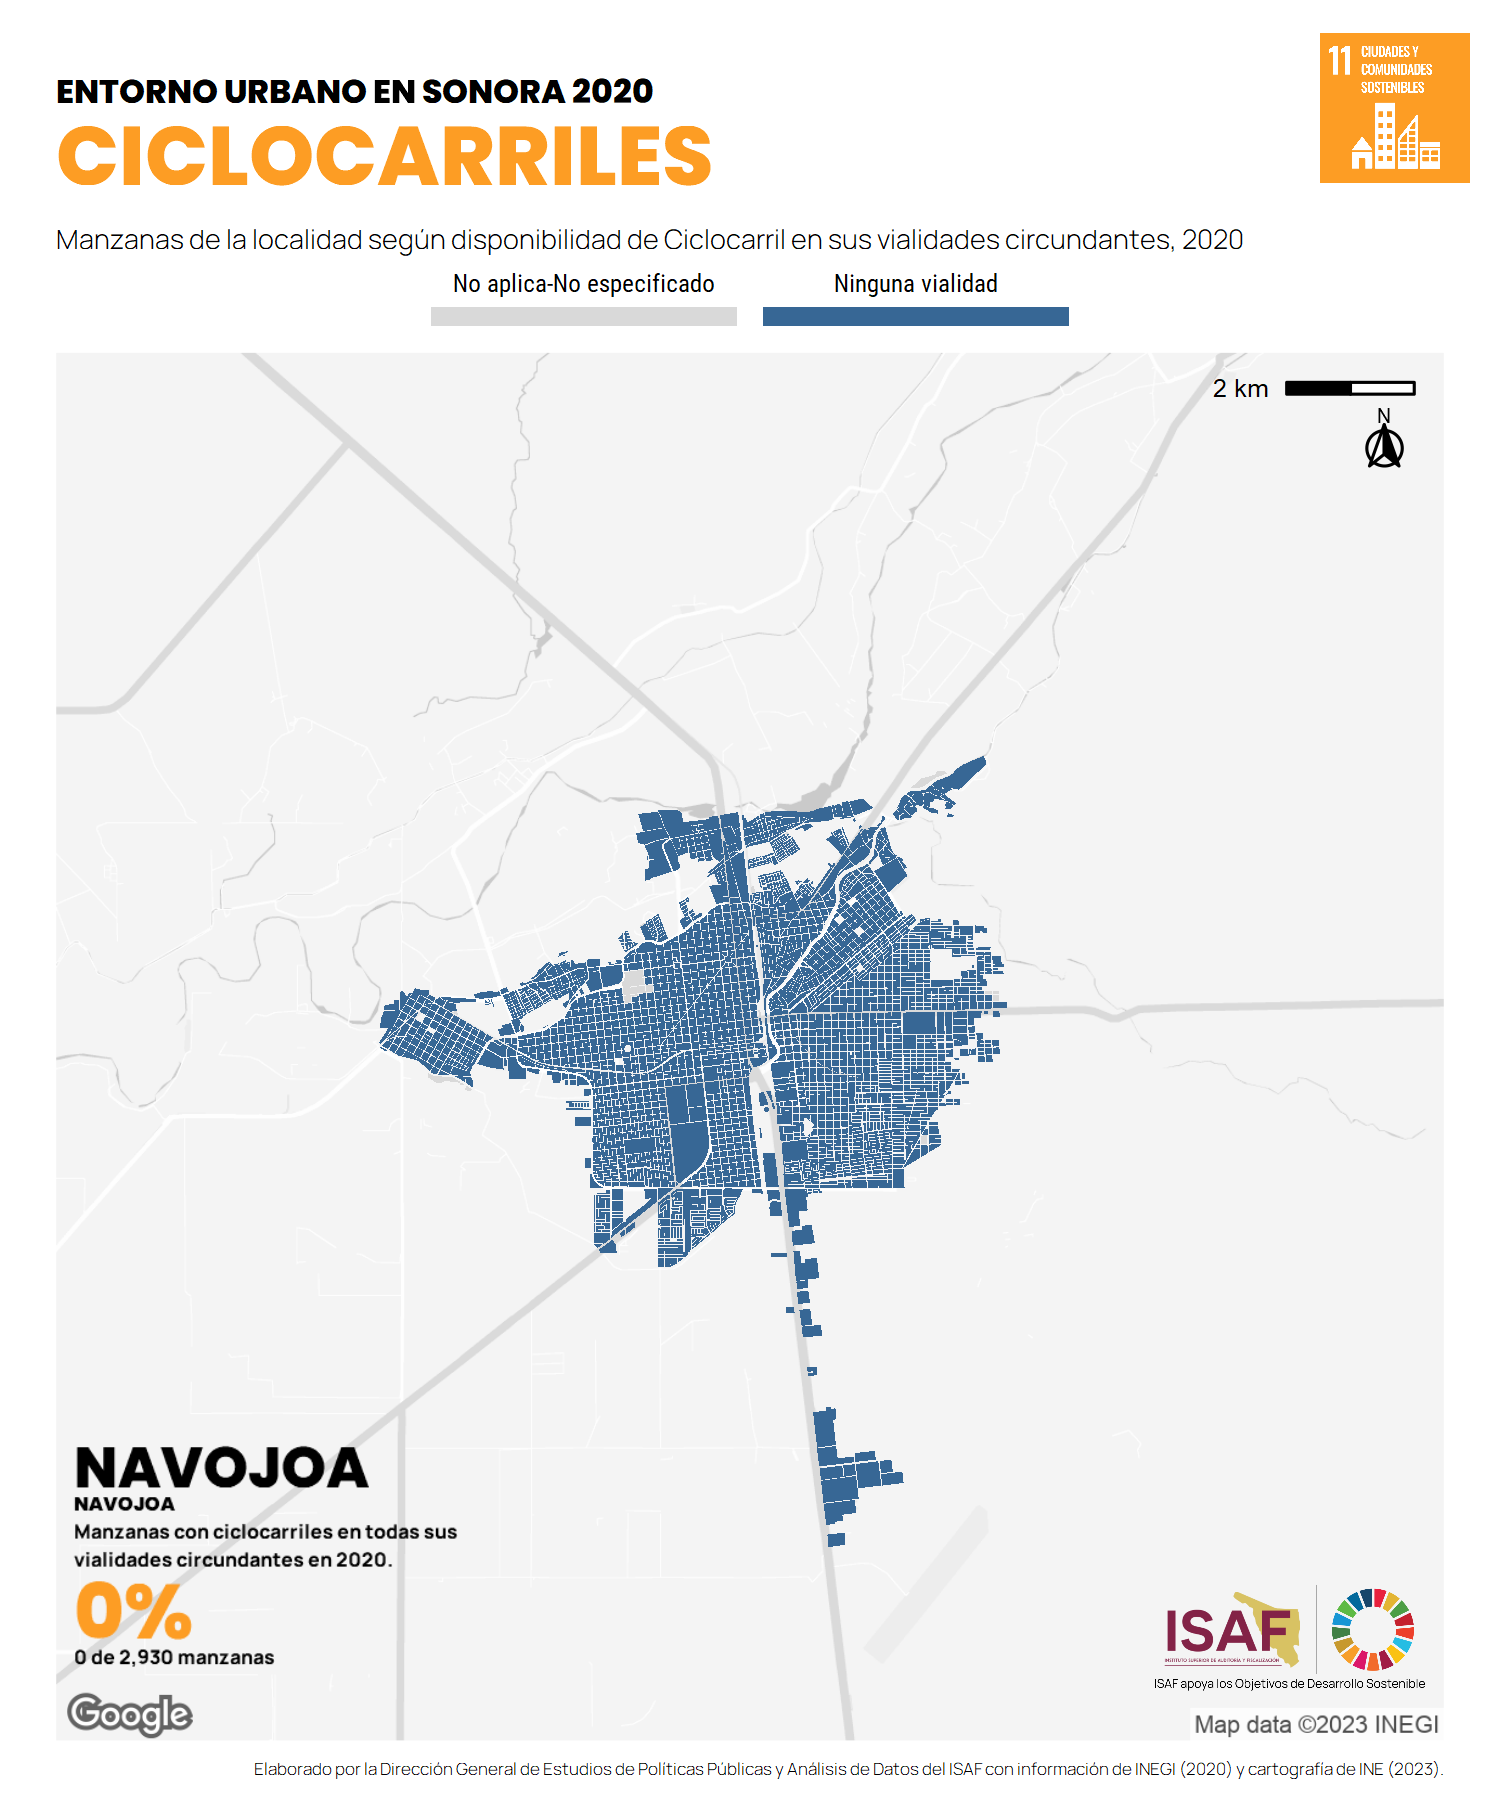 11 CIUDADES Y
COMUNIDADES
SOSTENIBLES
ENTORNO URBANO EN SONORA 2020
CICLOCARRILES
Manzanas de la localidad según disponibilidad de Ciclocarril en sus vialidades circundantes, 2020
No aplica-No especificado
Ninguna vialidad
2 km
N
NAVOJOA
NAVOJOA
Manzanas con ciclocarriles en todas sus
vialidades circundantes en 2020.
0%
0 de 2,930 manzanas
Google
ISAF
INSTITUTO SUPERIOR DE AUDITORÍA Y FISCALIZACIÓN
ISAF apoya los Objetivos de Desarrollo Sostenible
Map data ©2023 INEGI
Elaborado por la Dirección General de Estudios de Políticas Públicas y Análisis de Datos del ISAF con información de INEGI (2020) y cartografía de INE (2023).